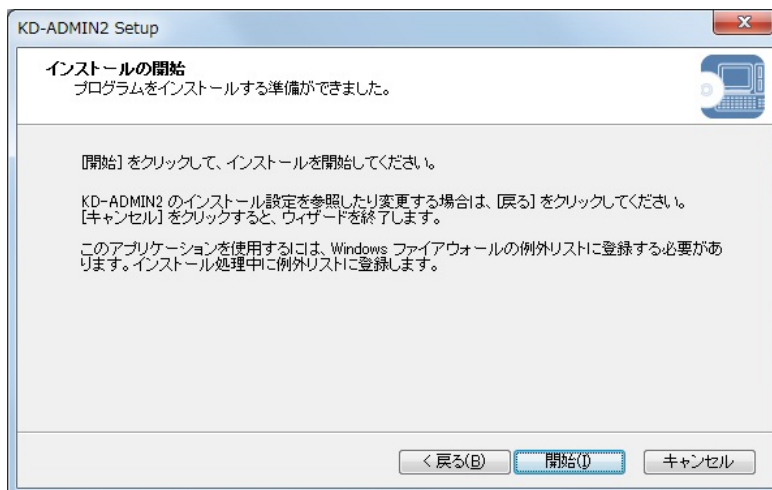 KD-ADMIN2 Setup
インストールの開始
プログラムをインストールする準備ができました。
[開始] をクリックして、インストールを開始してください。
KD-ADMIN2 のインストール設定を参照したり変更する場合は、[戻る] をクリックしてください。
[キャンセル] をクリックすると、ウィザードを終了します。
このアプリケーションを使用するには、Windows ファイアウォールの例外リストに登録する必要があ
ります。インストール処理中に例外リストに登録します。
< 戻る(B)
開始(I)
キャンセル